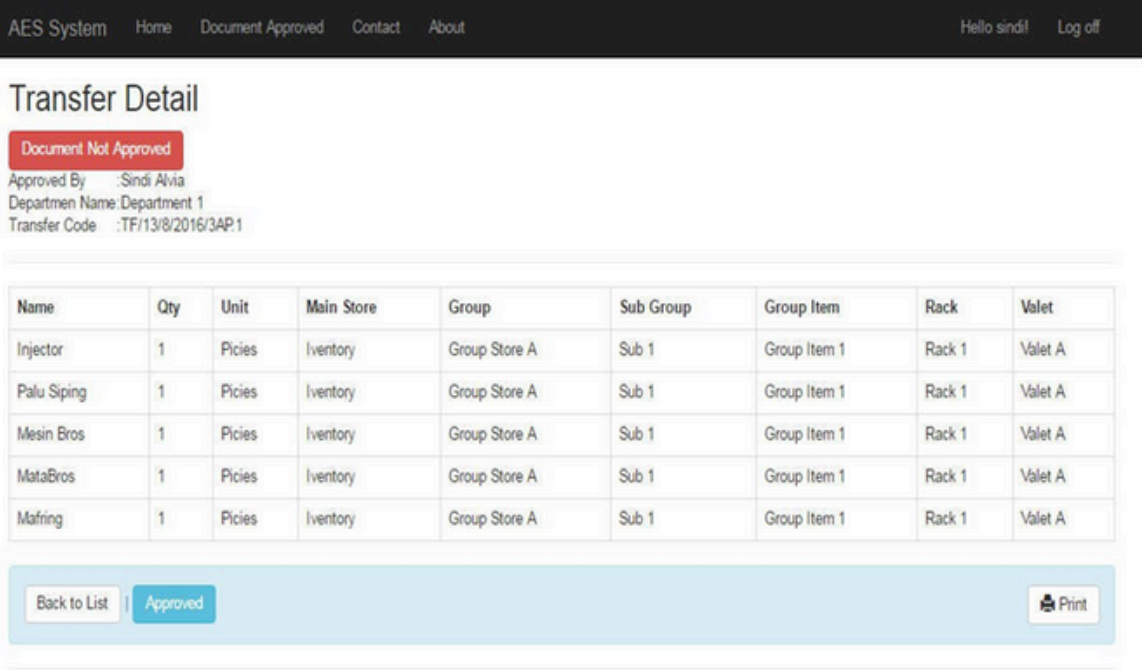 AES System Home Document Approved Contact About Hello sindi! Log off
Transfer Detail
Document Not Approved
Approved By :Sindi Alvia
Departmen Name:Department 1
Transfer Code :TF/13/8/2016/3AP.1
Name Qty Unit Main Store Group Sub Group Group Item Rack Valet
Injector 1 Picies Iventory Group Store A Sub 1 Group Item 1 Rack 1 Valet A
Palu Siping 1 Picies Iventory Group Store A Sub 1 Group Item 1 Rack 1 Valet A
Mesin Bros 1 Picies Iventory Group Store A Sub 1 Group Item 1 Rack 1 Valet A
MataBros 1 Picies Iventory Group Store A Sub 1 Group Item 1 Rack 1 Valet A
Mafring 1 Picies Iventory Group Store A Sub 1 Group Item 1 Rack 1 Valet A
Back to List | Approved Print